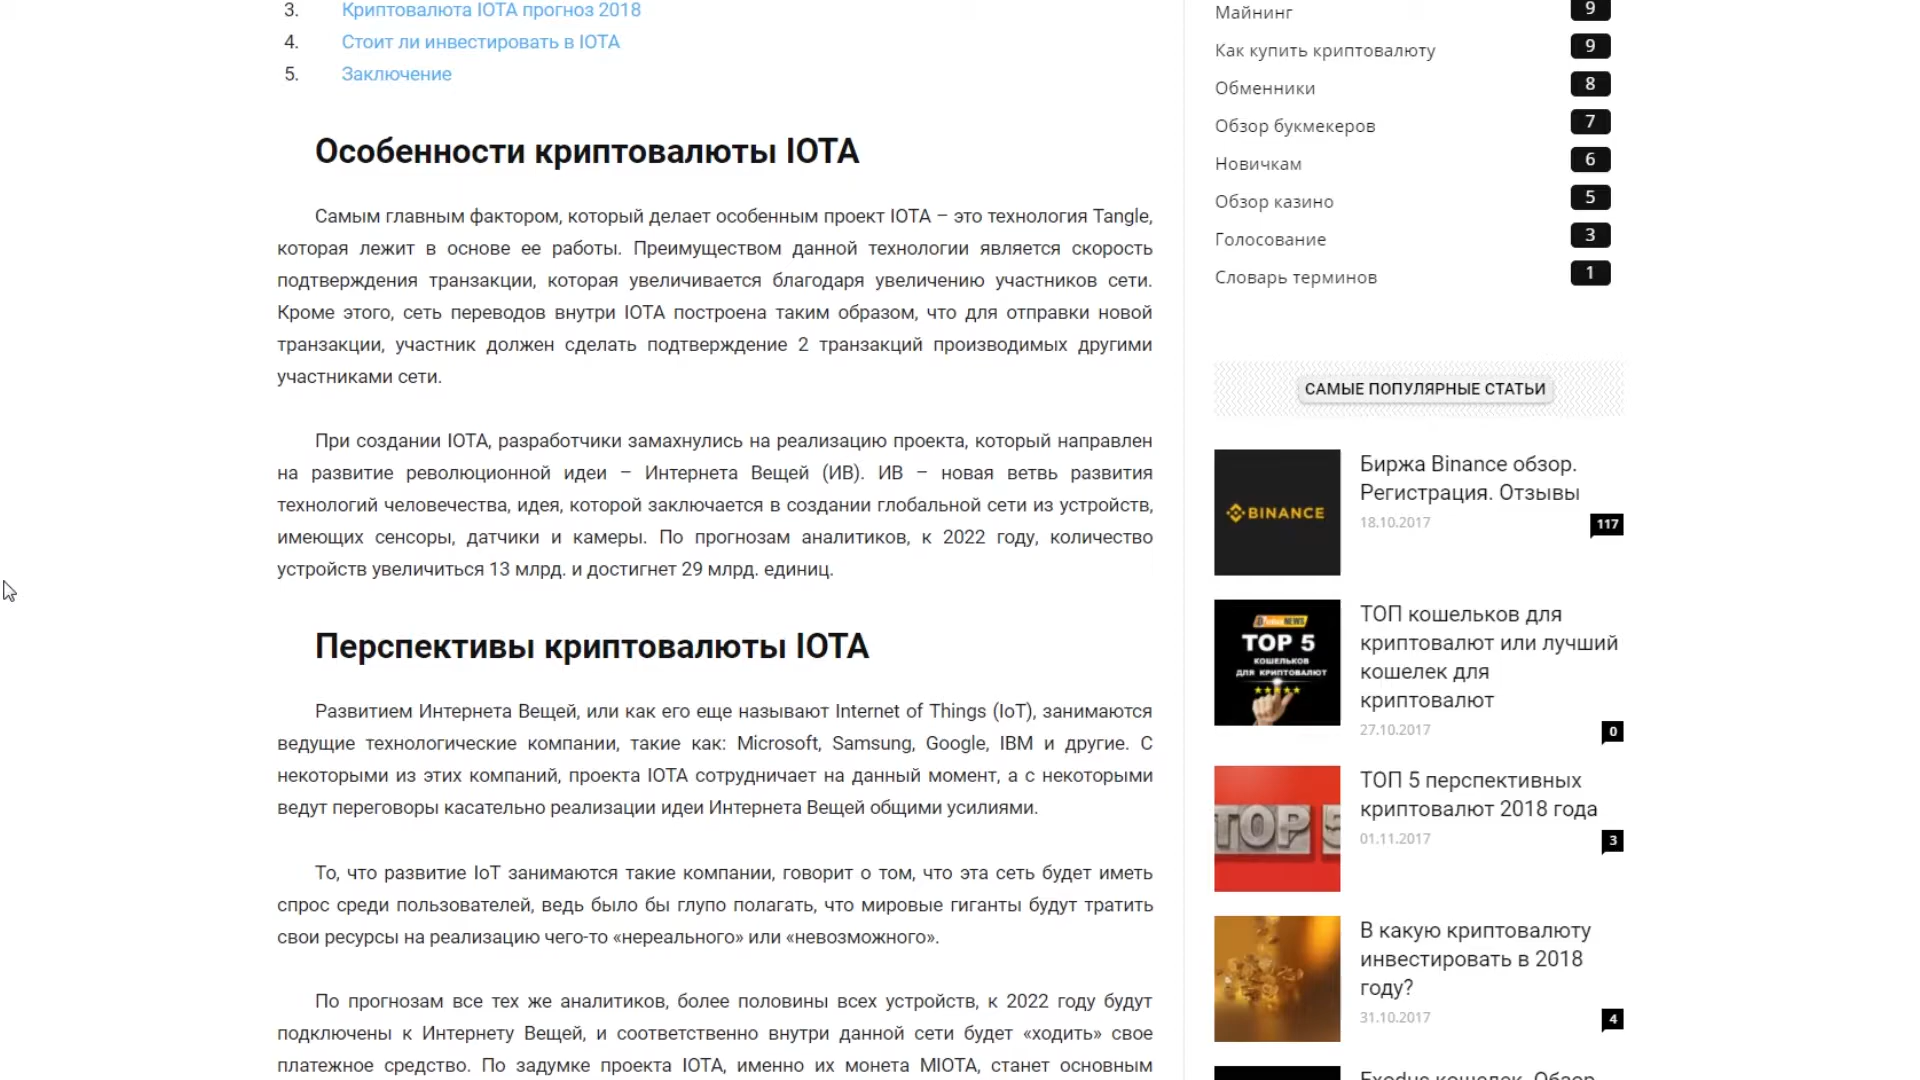 3. Криптовалюта IOTA прогноз 2018
4. Стоит ли инвестировать в IOTA
5. Заключение
Особенности криптовалюты IOTA
Самым главным фактором, который делает особенным проект IOTA – это технология Tangle,
которая лежит в основе ее работы. Преимуществом данной технологии является скорость
подтверждения транзакции, которая увеличивается благодаря увеличению участников сети.
Кроме этого, сеть переводов внутри IOTA построена таким образом, что для отправки новой
транзакции, участник должен сделать подтверждение 2 транзакций производимых другими
участниками сети.
При создании IOTA, разработчики замахнулись на реализацию проекта, который направлен
на развитие революционной идеи – Интернета Вещей (ИВ). ИВ – новая ветвь развития
технологий человечества, идея, которой заключается в создании глобальной сети из устройств,
имеющих сенсоры, датчики и камеры. По прогнозам аналитиков, к 2022 году, количество
устройств увеличиться 13 млрд. и достигнет 29 млрд. единиц.
Перспективы криптовалюты IOTA
Развитием Интернета Вещей, или как его еще называют Internet of Things (IoT), занимаются
ведущие технологические компании, такие как: Microsoft, Samsung, Google, IBM и другие. С
некоторыми из этих компаний, проекта IOTA сотрудничает на данный момент, а с некоторыми
ведут переговоры касательно реализации идеи Интернета Вещей общими усилиями.
То, что развитие IoT занимаются такие компании, говорит о том, что эта сеть будет иметь
спрос среди пользователей, ведь было бы глупо полагать, что мировые гиганты будут тратить
свои ресурсы на реализацию чего-то «нереального» или «невозможного».
По прогнозам все тех же аналитиков, более половины всех устройств, к 2022 году будут
подключены к Интернету Вещей, и соответственно внутри данной сети будет «ходить» свое
платежное средство. По задумке проекта IOTA, именно их монета MIOTA, станет основным
Майнинг 9
Как купить криптовалюту 9
Обменники 8
Обзор букмекеров 7
Новичкам 6
Обзор казино 5
Голосование 3
Словарь терминов 1
САМЫЕ ПОПУЛЯРНЫЕ СТАТЬИ
BINANCE
Биржа Binance обзор.
Регистрация. Отзывы
18.10.2017
117
NEWS
TOP 5
КОШЕЛЬКОВ
ДЛЯ КРИПТОВАЛЮТ
ТОП кошельков для
криптовалют или лучший
кошелек для
криптовалют
27.10.2017
0
TOP 5
ТОП 5 перспективных
криптовалют 2018 года
01.11.2017
3
В какую криптовалюту
инвестировать в 2018
году?
31.10.2017
4
Exodus кошелек. Обзор